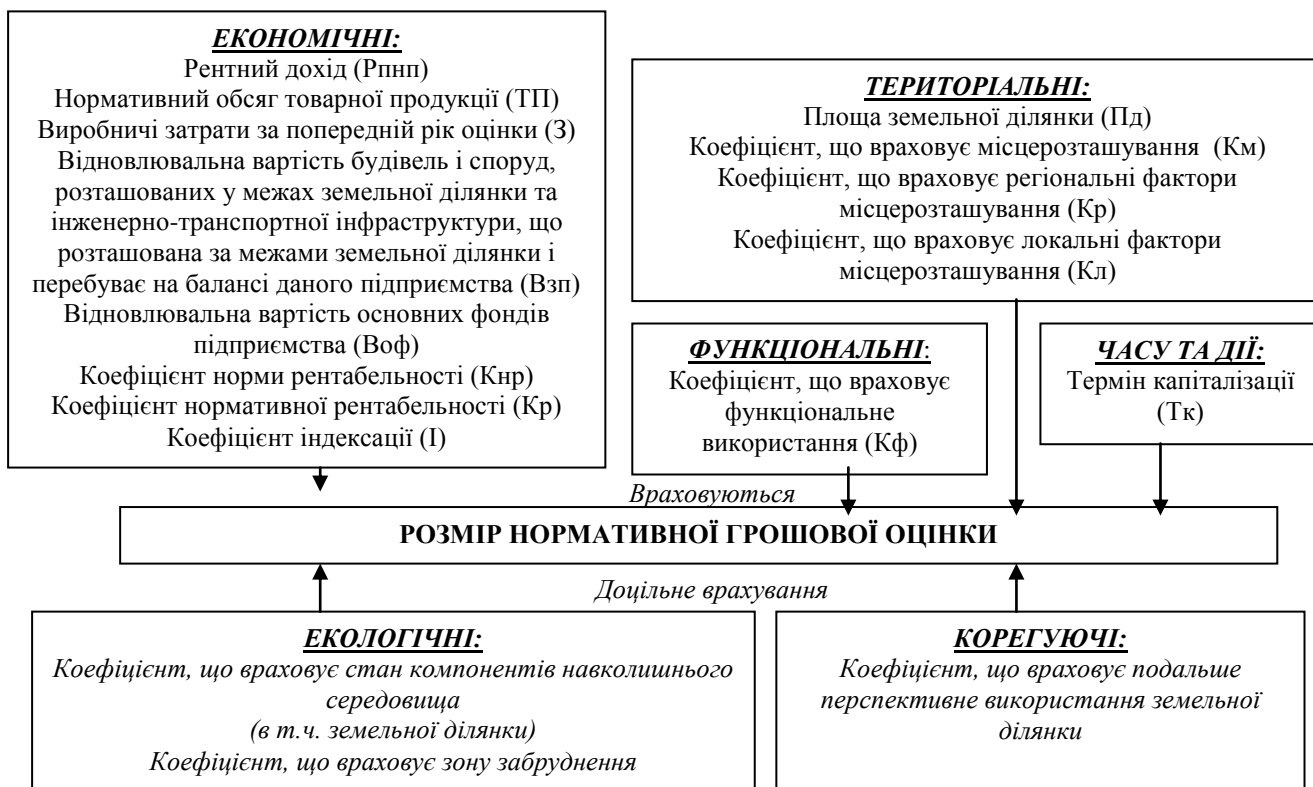 ЕКОНОМІЧНІ:
Рентний дохід (Рпнп)
Нормативний обсяг товарної продукції (ТП)
Виробничі затрати за попередній рік оцінки (З)
Відновлювальна вартість будівель і споруд,
розташованих у межах земельної ділянки та
інженерно-транспортної інфраструктури, що
розташована за межами земельної ділянки і
перебуває на балансі даного підприємства (Взп)
Відновлювальна вартість основних фондів
підприємства (Воф)
Коефіцієнт норми рентабельності (Кнр)
Коефіцієнт нормативної рентабельності (Кр)
Коефіцієнт індексації (І)
ТЕРИТОРІАЛЬНІ:
Площа земельної ділянки (Пд)
Коефіцієнт, що враховує місцерозташування (Км)
Коефіцієнт, що враховує регіональні фактори
місцерозташування (Кр)
Коефіцієнт, що враховує локальні фактори
місцерозташування (Кл)
ФУНКЦІОНАЛЬНІ:
Коефіцієнт, що враховує
функціональне
використання (Кф)
ЧАСУ ТА ДІЇ:
Термін капіталізації
(Тк)
Враховуються
РОЗМІР НОРМАТИВНОЇ ГРОШОВОЇ ОЦІНКИ
Доцільне врахування
ЕКОЛОГІЧНІ:
Коефіцієнт, що враховує стан компонентів навколишнього
середовища
(в т.ч. земельної ділянки)
Коефіцієнт, що враховує зону забруднення
КОРЕГУЮЧІ:
Коефіцієнт, що враховує подальше
перспективне використання земельної
ділянки